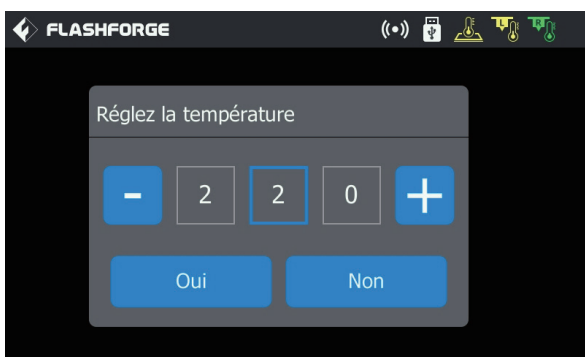 FLASHFORGE L R
Réglez la température
- 2 2 0 +
Oui Non